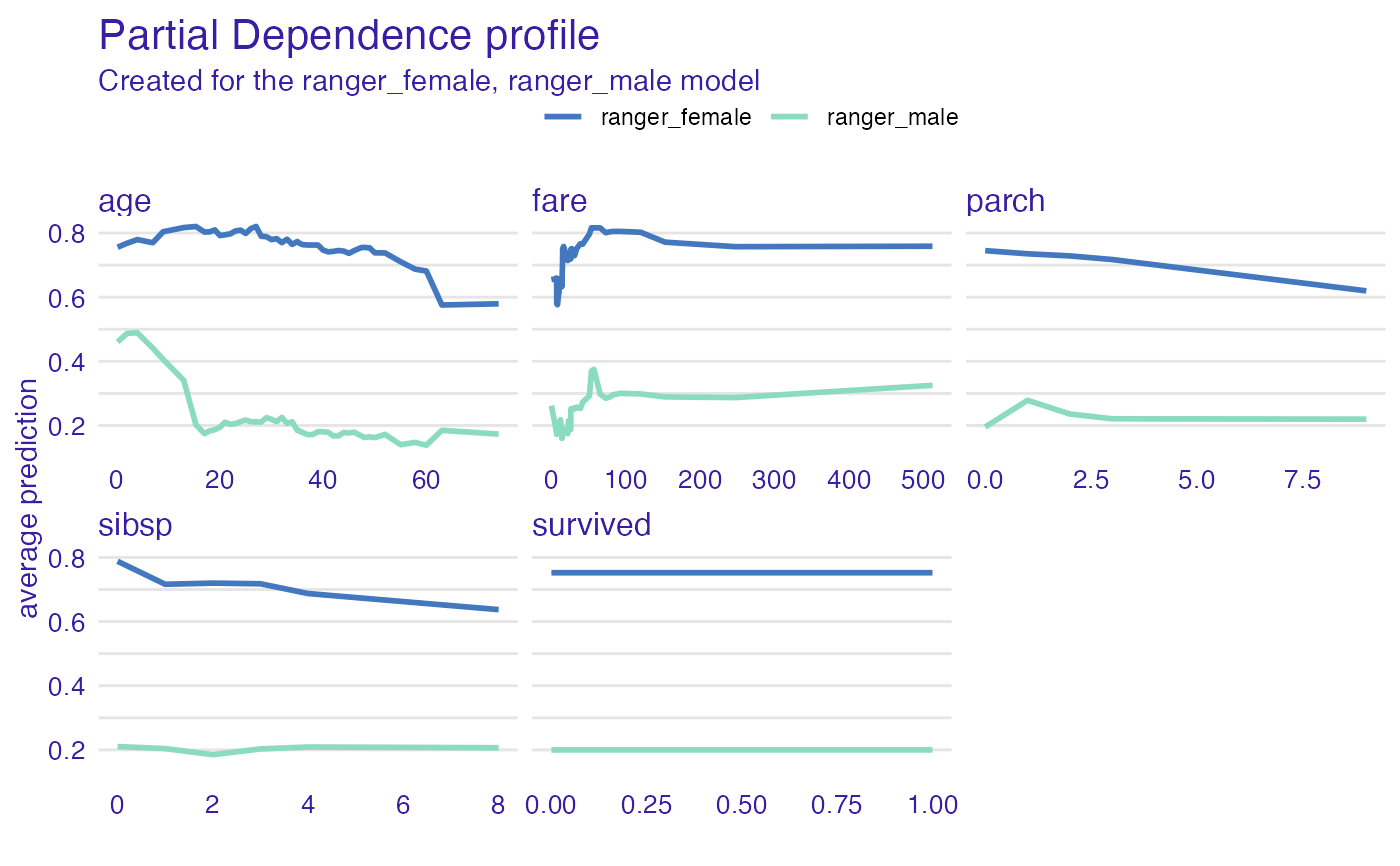 Partial Dependence profile
Created for the ranger_female, ranger_male model
ranger_female ranger_male
age fare parch
0.8
0.6
0.4
0.2
0 20 40 60 0 100 200 300 400 500 0.0 2.5 5.0 7.5
average prediction
sibsp survived
0.8
0.6
0.4
0.2
0 2 4 6 8 0.00 0.25 0.50 0.75 1.00